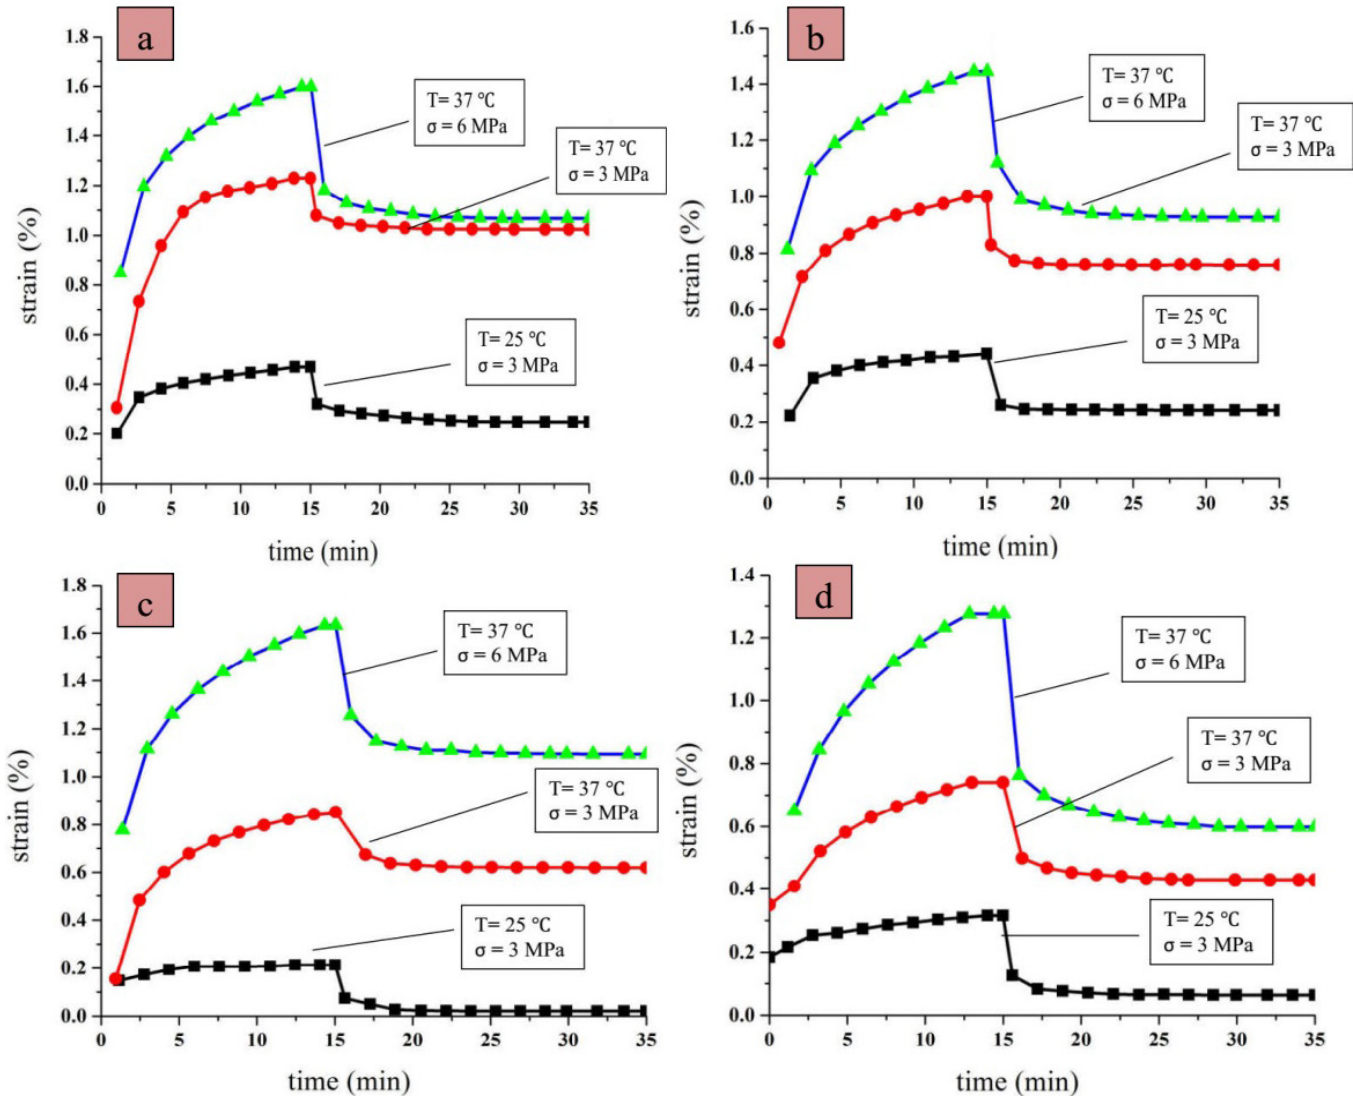 a
1.8
1.6
1.4
1.2
1.0
0.8
0.6
0.4
0.2
0.0
strain (%)
T= 37 ℃
σ = 6 MPa
T= 37 ℃
σ = 3 MPa
T= 25 ℃
σ = 3 MPa
0 5 10 15 20 25 30 35
time (min)
b
1.6
1.4
1.2
1.0
0.8
0.6
0.4
0.2
0.0
strain (%)
T= 37 ℃
σ = 6 MPa
T= 37 ℃
σ = 3 MPa
T= 25 ℃
σ = 3 MPa
0 5 10 15 20 25 30 35
time (min)
c
1.8
1.6
1.4
1.2
1.0
0.8
0.6
0.4
0.2
0.0
strain (%)
T= 37 ℃
σ = 6 MPa
T= 37 ℃
σ = 3 MPa
T= 25 ℃
σ = 3 MPa
0 5 10 15 20 25 30 35
time (min)
d
1.4
1.2
1.0
0.8
0.6
0.4
0.2
0.0
strain (%)
T= 37 ℃
σ = 6 MPa
T= 37 ℃
σ = 3 MPa
T= 25 ℃
σ = 3 MPa
0 5 10 15 20 25 30 35
time (min)